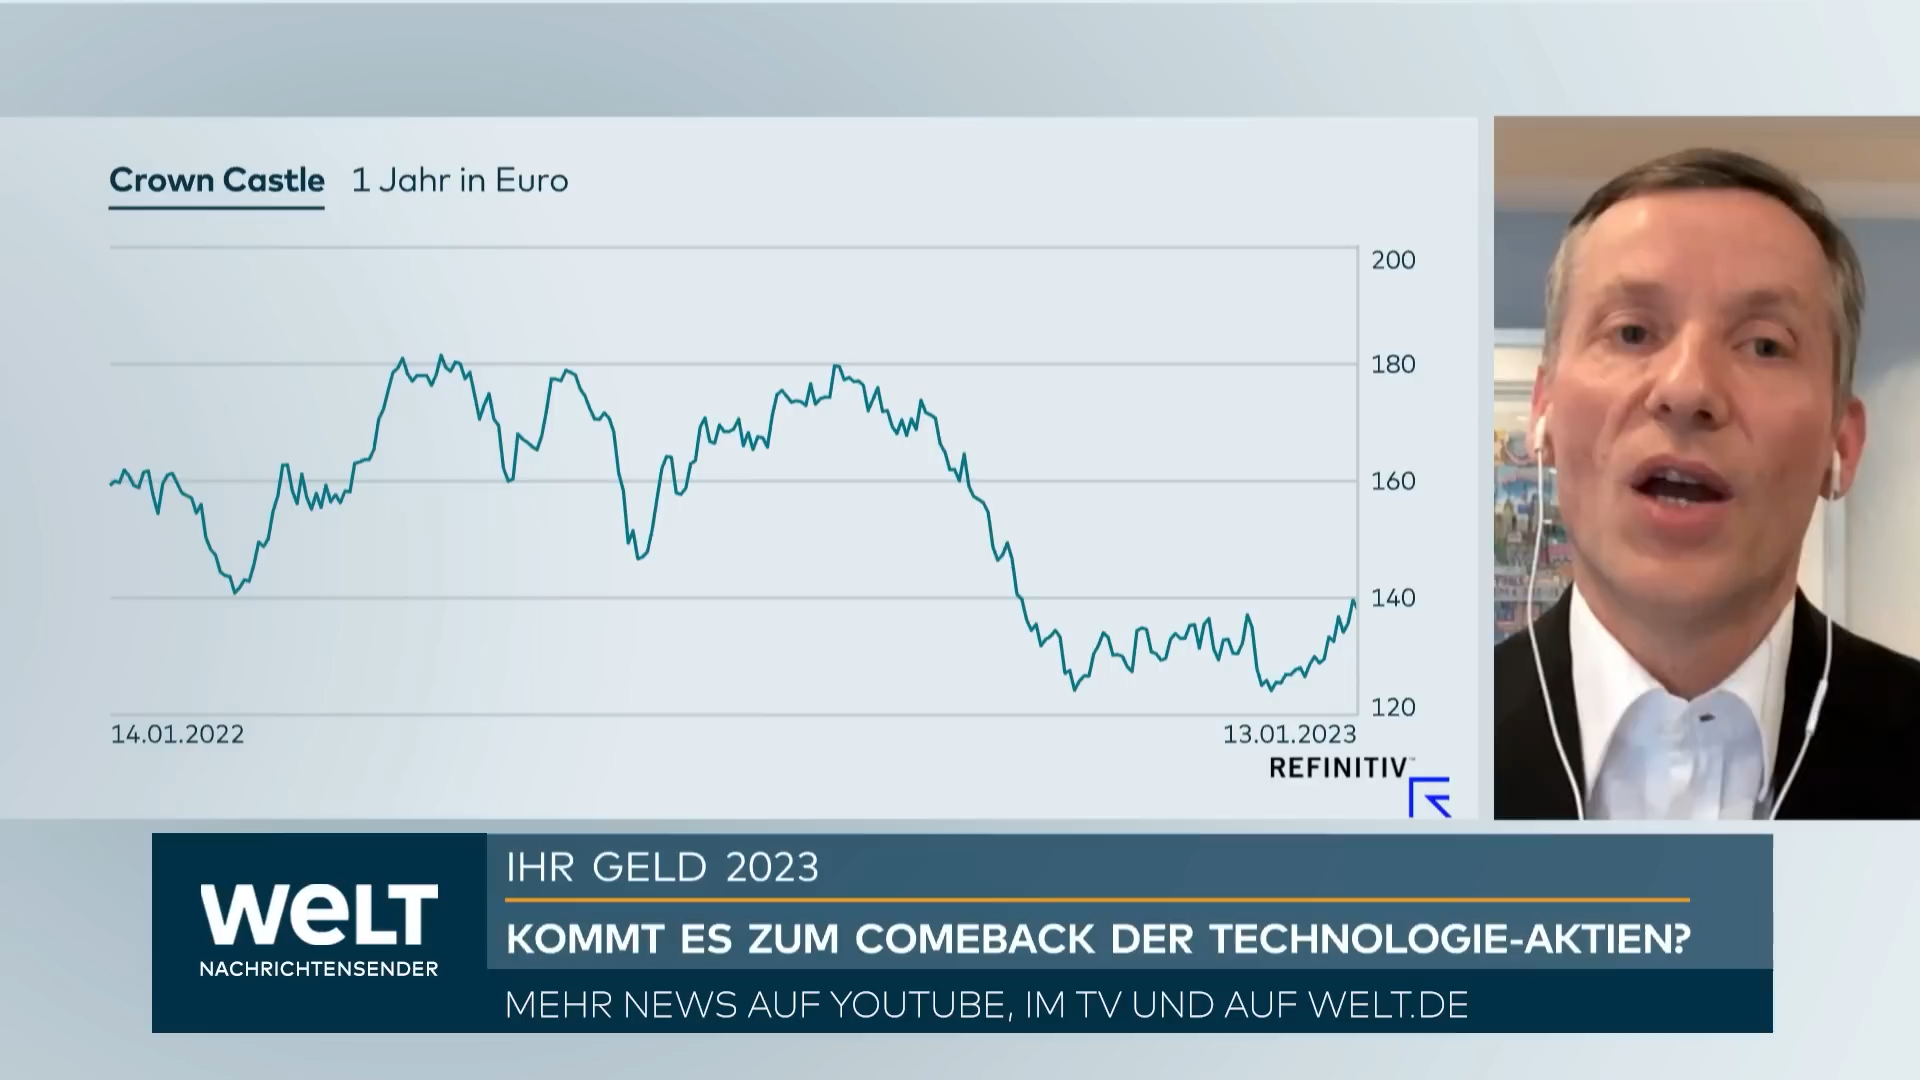 Crown Castle 1 Jahr in Euro
200
180
160
140
120
14.01.2022 13.01.2023
REFINITIV™
WELT
NACHRICHTENSENDER
IHR GELD 2023
KOMMT ES ZUM COMEBACK DER TECHNOLOGIE-AKTIEN?
MEHR NEWS AUF YOUTUBE, IM TV UND AUF WELT.DE